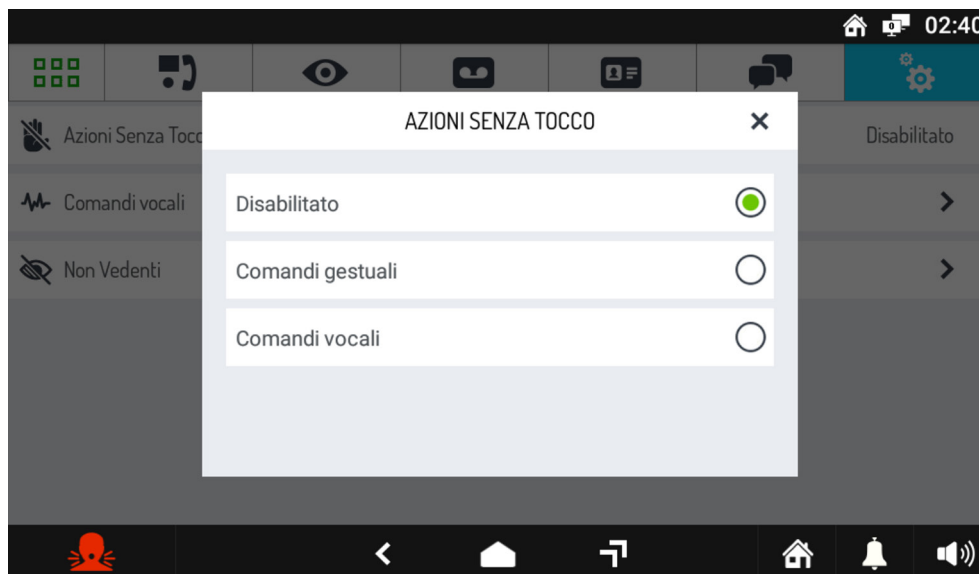 02:40
AZIONI SENZA TOCCO
Azioni Senza Tocc
Disabilitato
Disabilitato
Comandi vocali
Comandi gestuali
Non Vedenti
Comandi vocali